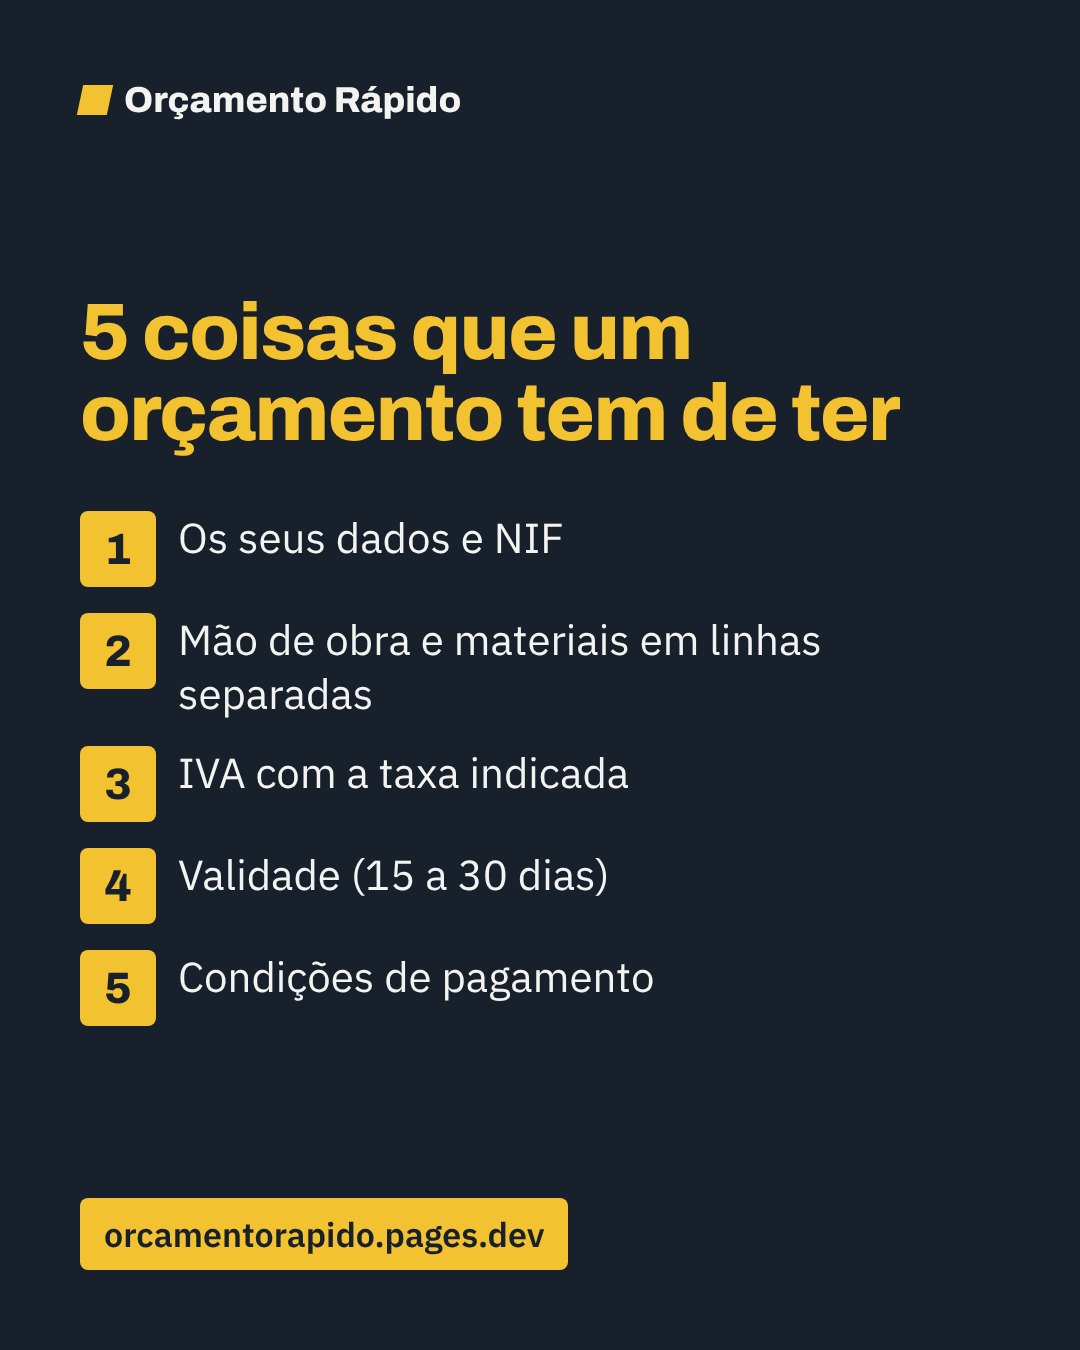 Orçamento Rápido
5 coisas que um
orçamento tem de ter
1 Os seus dados e NIF
2 Mão de obra e materiais em linhas
separadas
3 IVA com a taxa indicada
4 Validade (15 a 30 dias)
5 Condições de pagamento
orcamentorapido.pages.dev